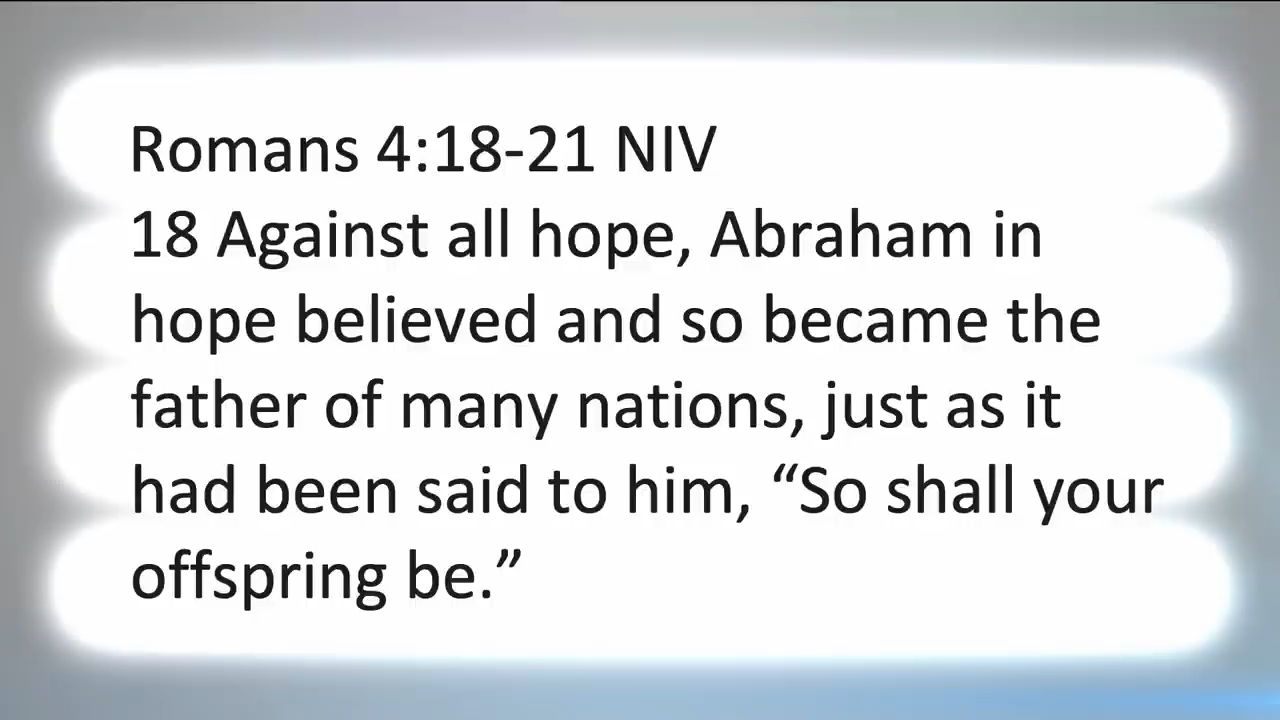 Romans 4:18-21 NIV
18 Against all hope, Abraham in
hope believed and so became the
father of many nations, just as it
had been said to him, “So shall your
offspring be.”